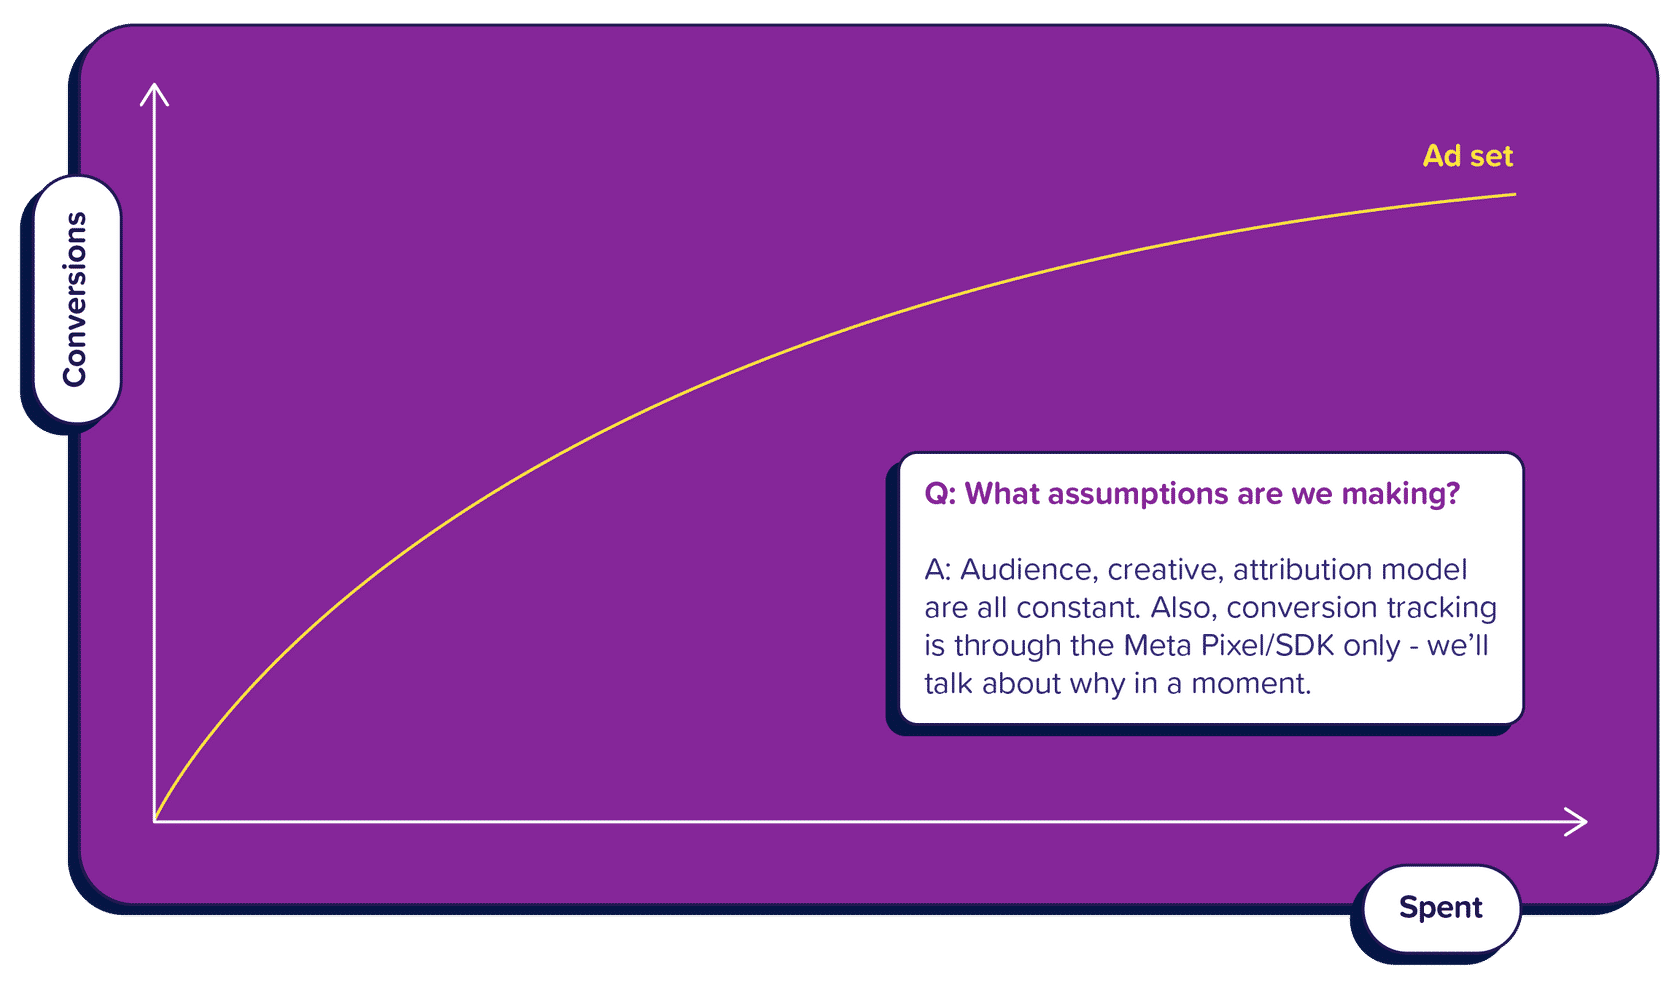 Ad set
Conversions
Q: What assumptions are we making?
A: Audience, creative, attribution model
are all constant. Also, conversion tracking
is through the Meta Pixel/SDK only - we’ll
talk about why in a moment.
Spent